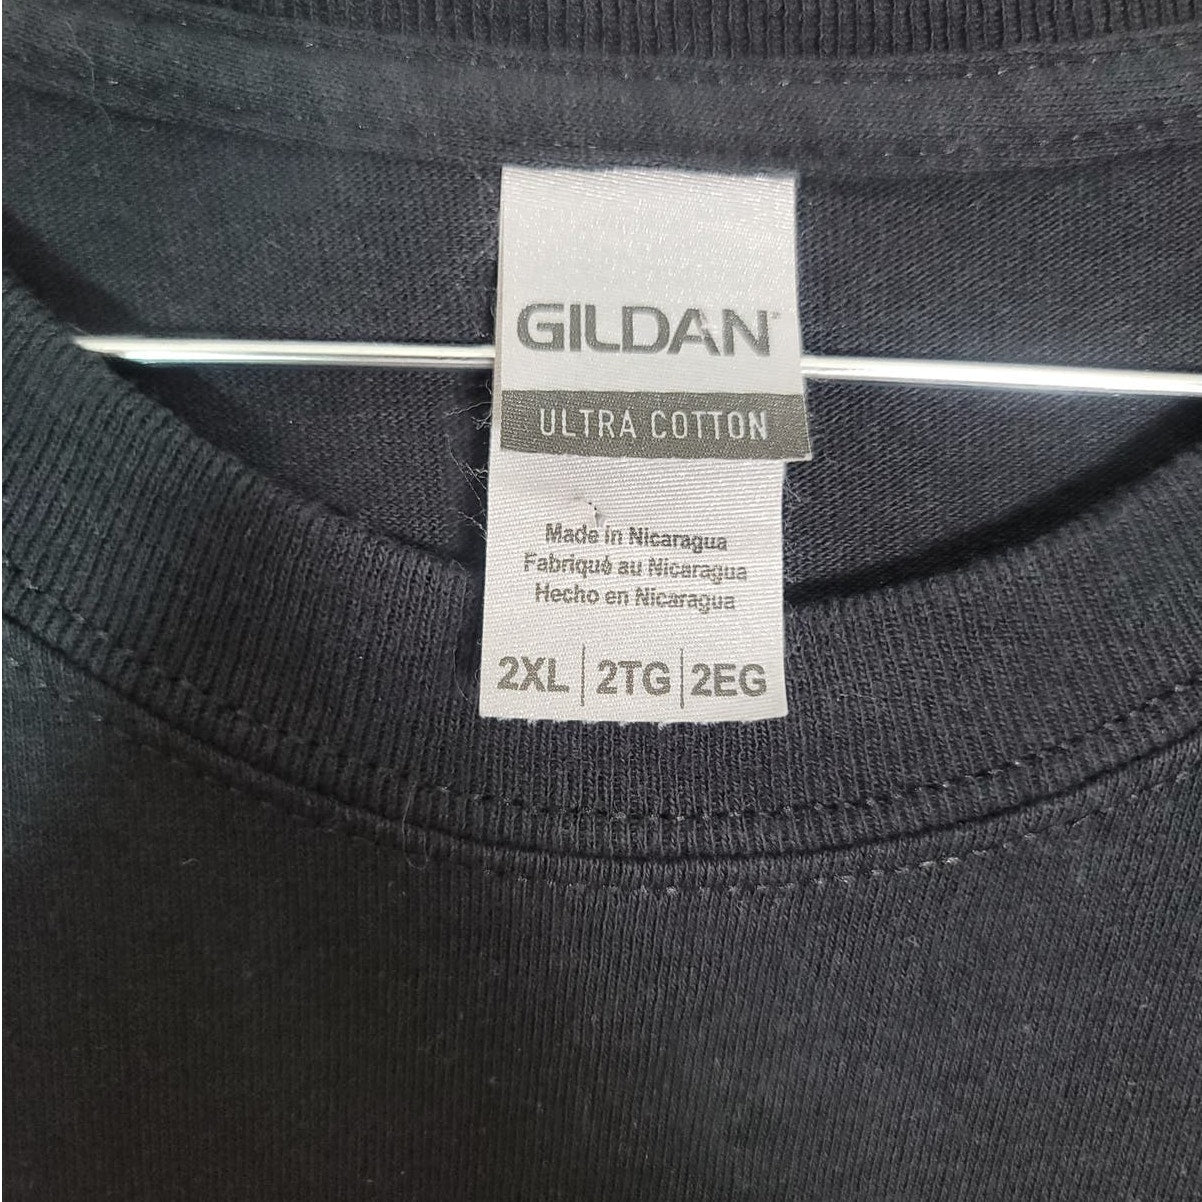 GILDAN
ULTRA COTTON
Made in Nicaragua
Fabriqué au Nicaragua
Hecho en Nicaragua
2XL | 2TG | 2EG